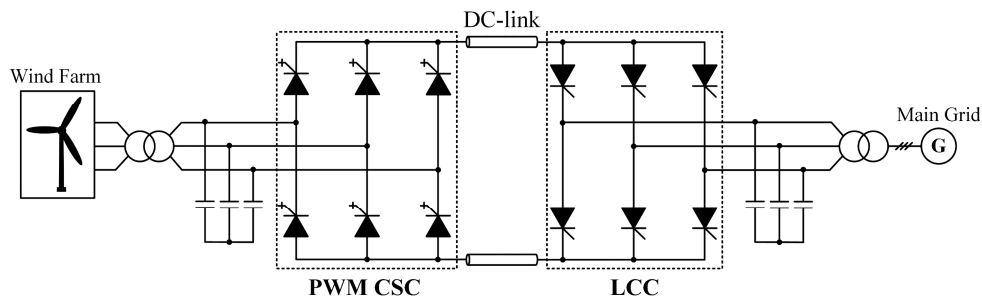 DC-link
Wind Farm
Main Grid
G
PWM CSC
LCC